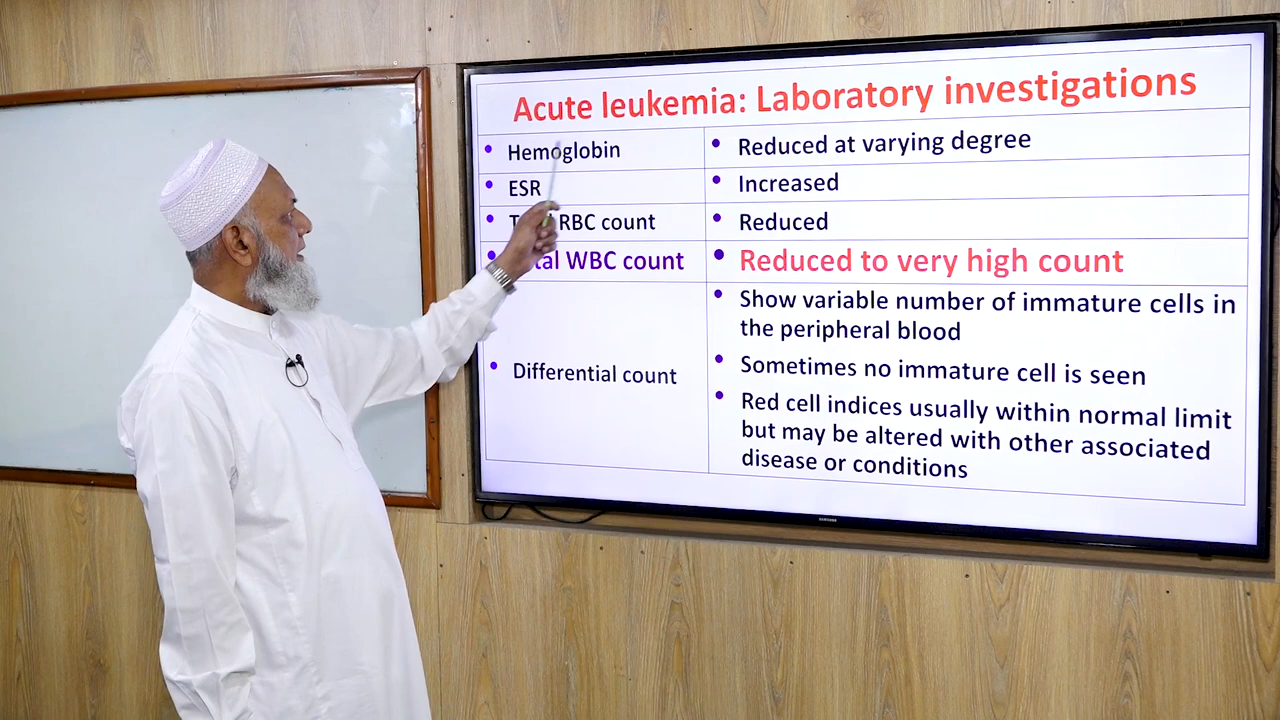 Acute leukemia: Laboratory investigations
• Hemoglobin
• Reduced at varying degree
• ESR
• Increased
• RBC count
• Reduced
• WBC count
• Reduced to very high count
• Differential count
• Show variable number of immature cells in
the peripheral blood
• Sometimes no immature cell is seen
• Red cell indices usually within normal limit
but may be altered with other associated
disease or conditions
SAMSUNG